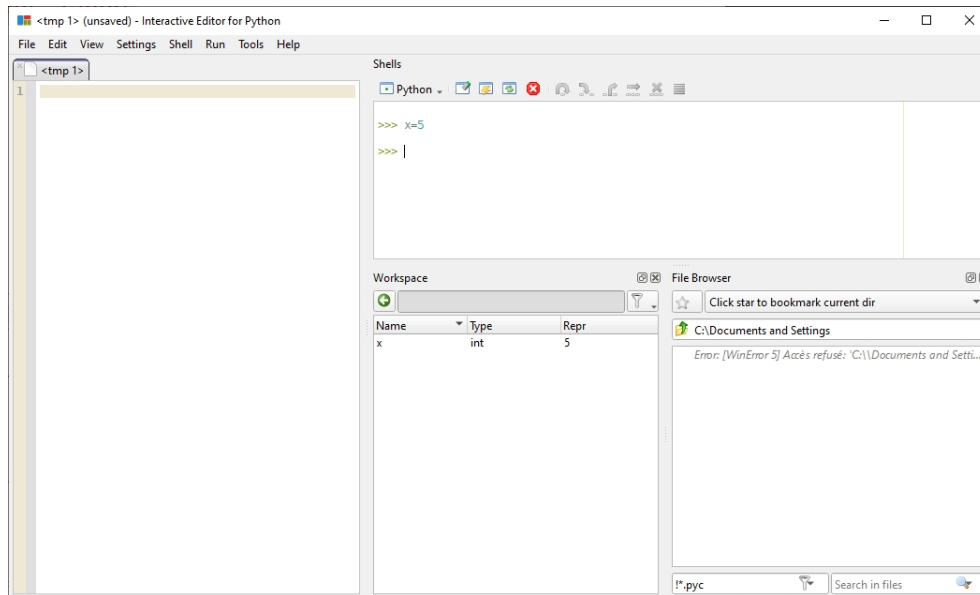 <tmp 1> (unsaved) - Interactive Editor for Python
File Edit View Settings Shell Run Tools Help
<tmp 1>
1
Shells
Python
>>> x=5
>>>
Workspace
Name Type Repr
x int 5
File Browser
Click star to bookmark current dir
C:\Documents and Settings
Error: [WinError 5] Accès refusé: 'C:\\Documents and Setti...
!*.pyc
Search in files